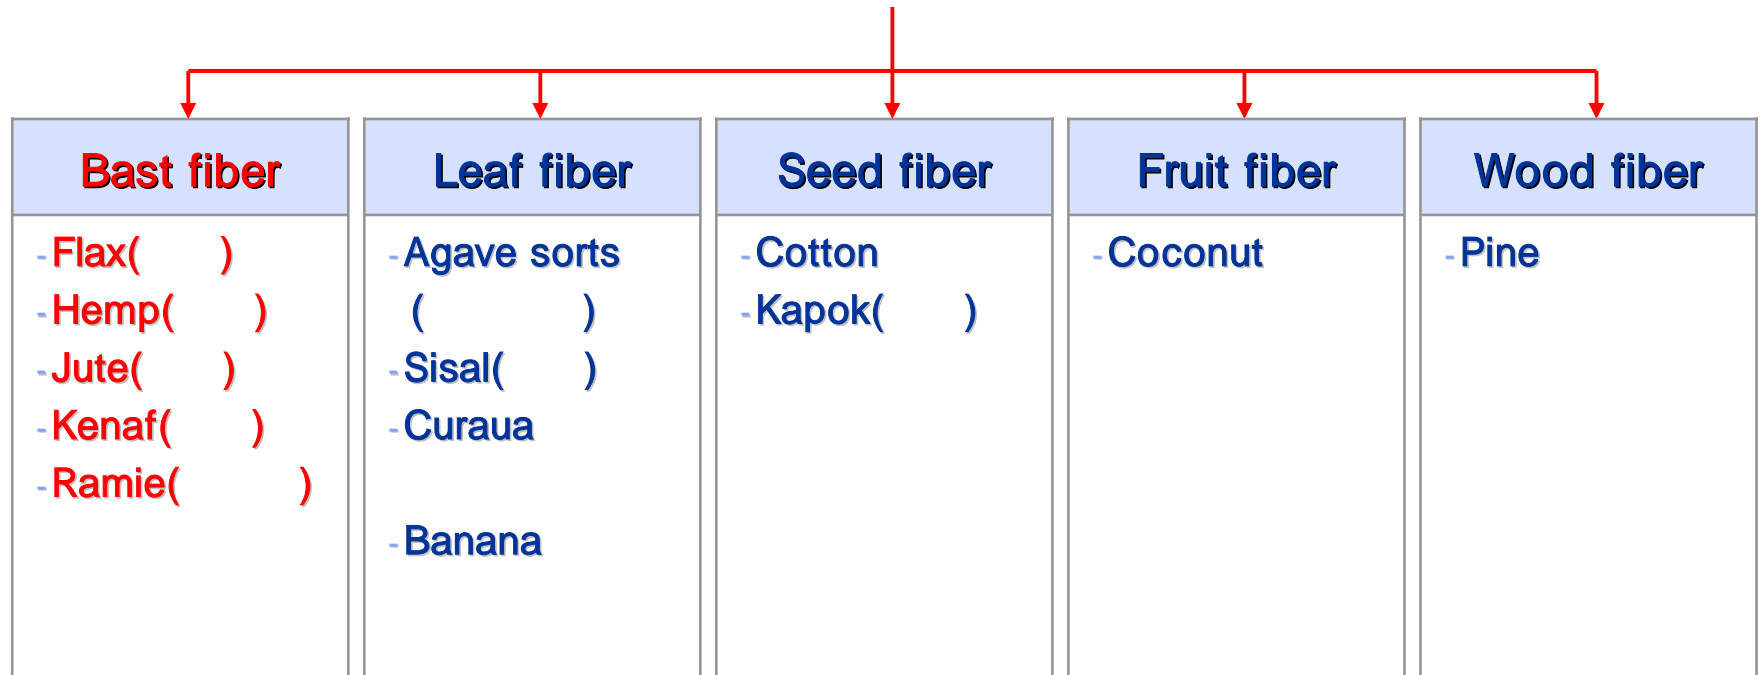 Bast fiber
- Flax( )
- Hemp( )
- Jute( )
- Kenaf( )
- Ramie( )
Leaf fiber
- Agave sorts
( )
- Sisal( )
- Curaua
- Banana
Seed fiber
- Cotton
- Kapok( )
Fruit fiber
- Coconut
Wood fiber
- Pine